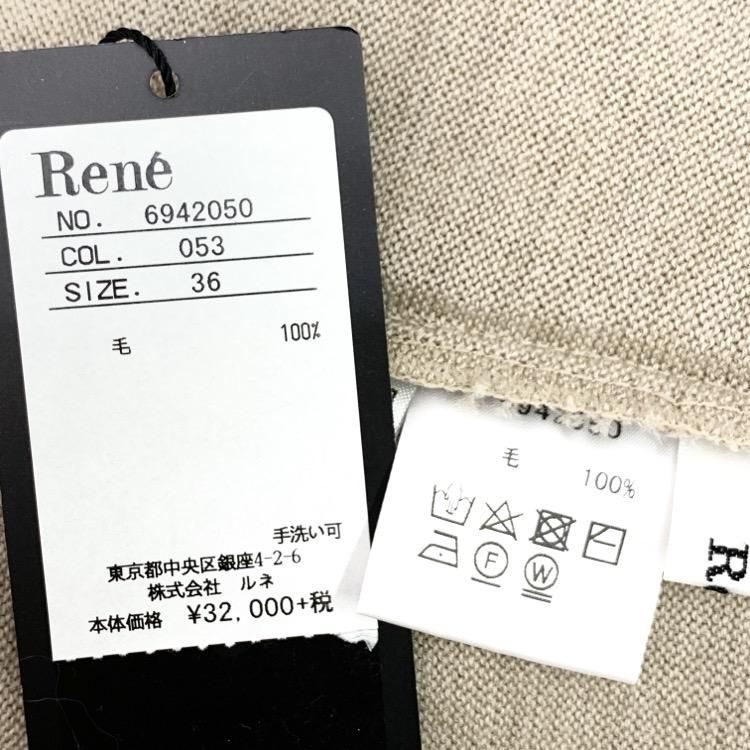 René
NO. 6942050
COL. 053
SIZE. 36
毛 100%
手洗い可
東京都中央区銀座4-2-6
株式会社 ルネ
本体価格 ¥32,000+税
毛 100%
F W